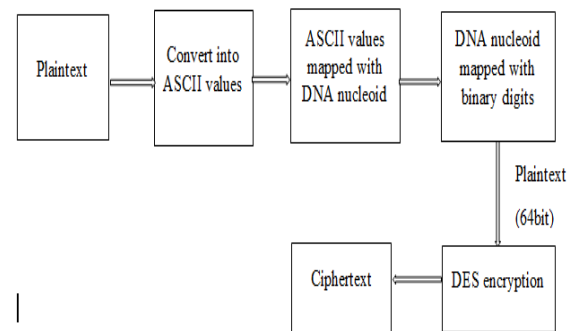 Plaintext
Convert into
ASCII values
ASCII values
mapped with
DNA nucleoid
DNA nucleoid
mapped with
binary digits
Plaintext
(64bit)
DES encryption
Ciphertext